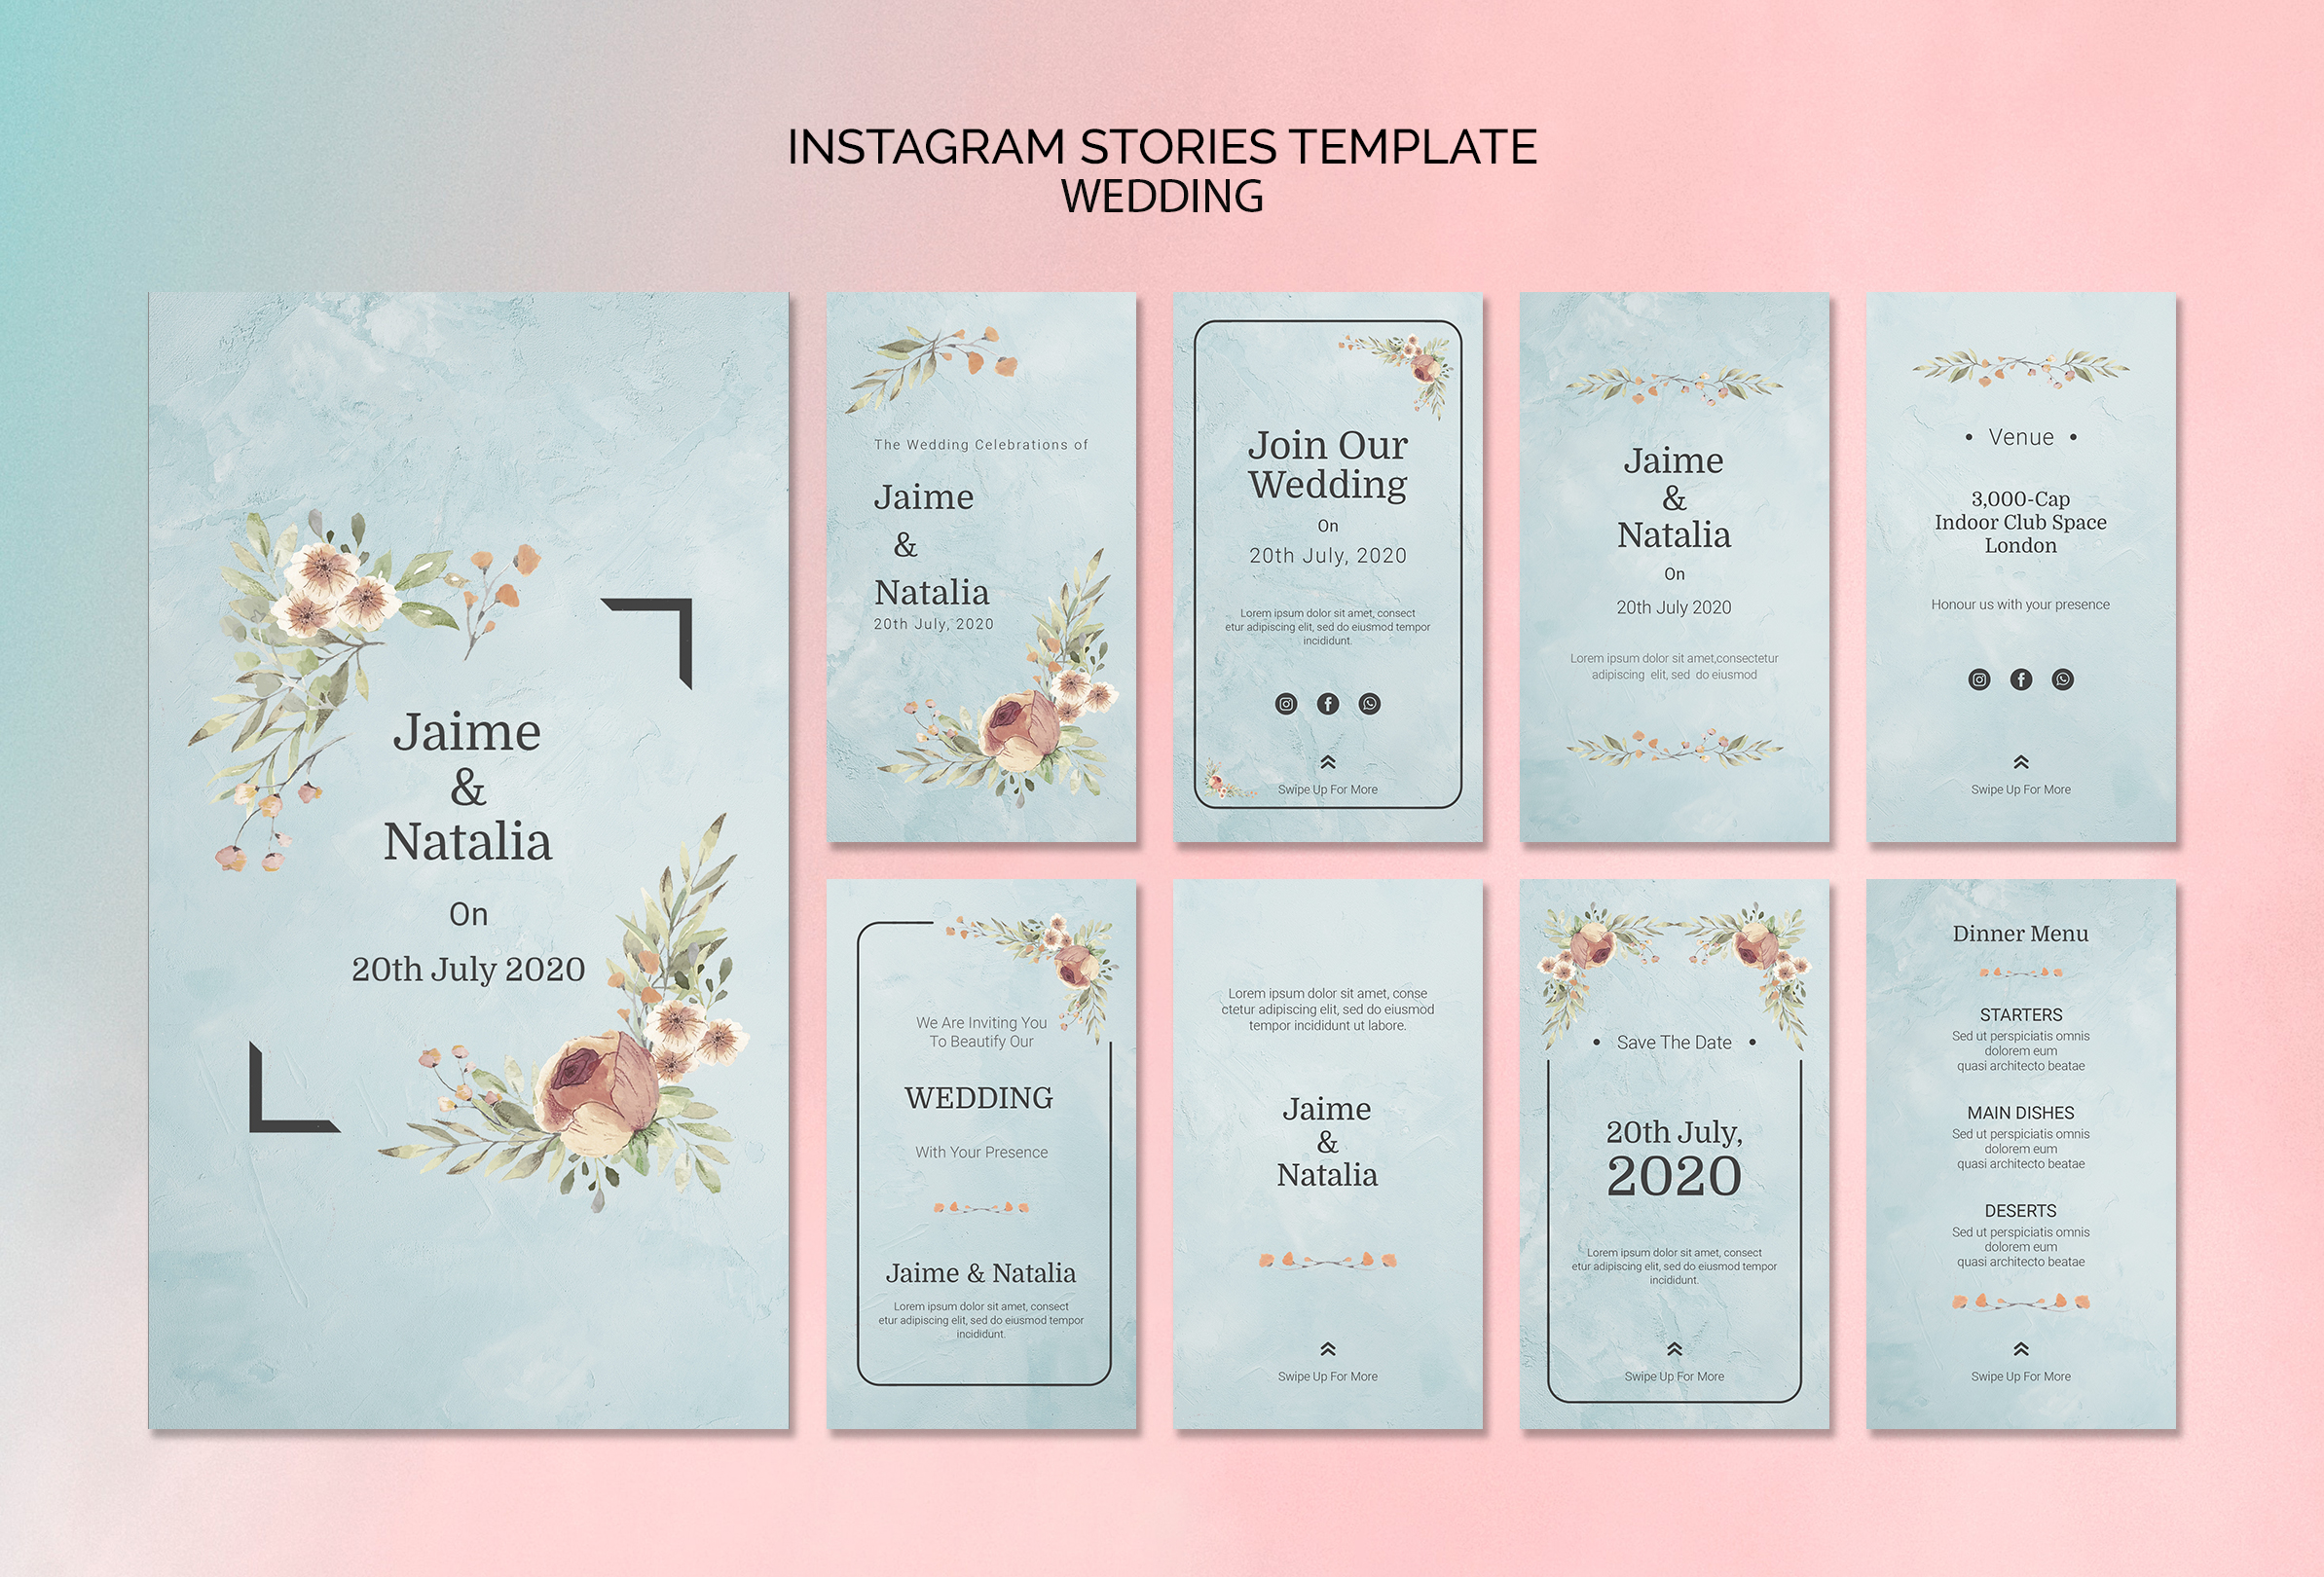 INSTAGRAM STORIES TEMPLATE
WEDDING
Jaime
&
Natalia
On
20th July 2020
The Wedding Celebrations of
Jaime
&
Natalia
20th July, 2020
Join Our
Wedding
On
20th July, 2020
Lorem ipsum dolor sit amet, consect
etur adipiscing elit, sed do eiusmod tempor
incididunt.
Swipe Up For More
Jaime
&
Natalia
On
20th July 2020
Lorem ipsum dolor sit amet,consectetur
adipiscing elit, sed do eiusmod
• Venue •
3,000-Cap
Indoor Club Space
London
Honour us with your presence
Swipe Up For More
We Are Inviting You
To Beautify Our
WEDDING
With Your Presence
Jaime & Natalia
Lorem ipsum dolor sit amet, consect
etur adipiscing elit, sed do eiusmod tempor
incididunt.
Lorem ipsum dolor sit amet, conse
ctetur adipiscing elit, sed do eiusmod
tempor incididunt ut labore.
Jaime
&
Natalia
Swipe Up For More
• Save The Date •
20th July,
2020
Lorem ipsum dolor sit amet, consect
etur adipiscing elit, sed do eiusmod tempor
incididunt.
Swipe Up For More
Dinner Menu
STARTERS
Sed ut perspiciatis omnis
dolorem eum
quasi architecto beatae
MAIN DISHES
Sed ut perspiciatis omnis
dolorem eum
quasi architecto beatae
DESERTS
Sed ut perspiciatis omnis
dolorem eum
quasi architecto beatae
Swipe Up For More